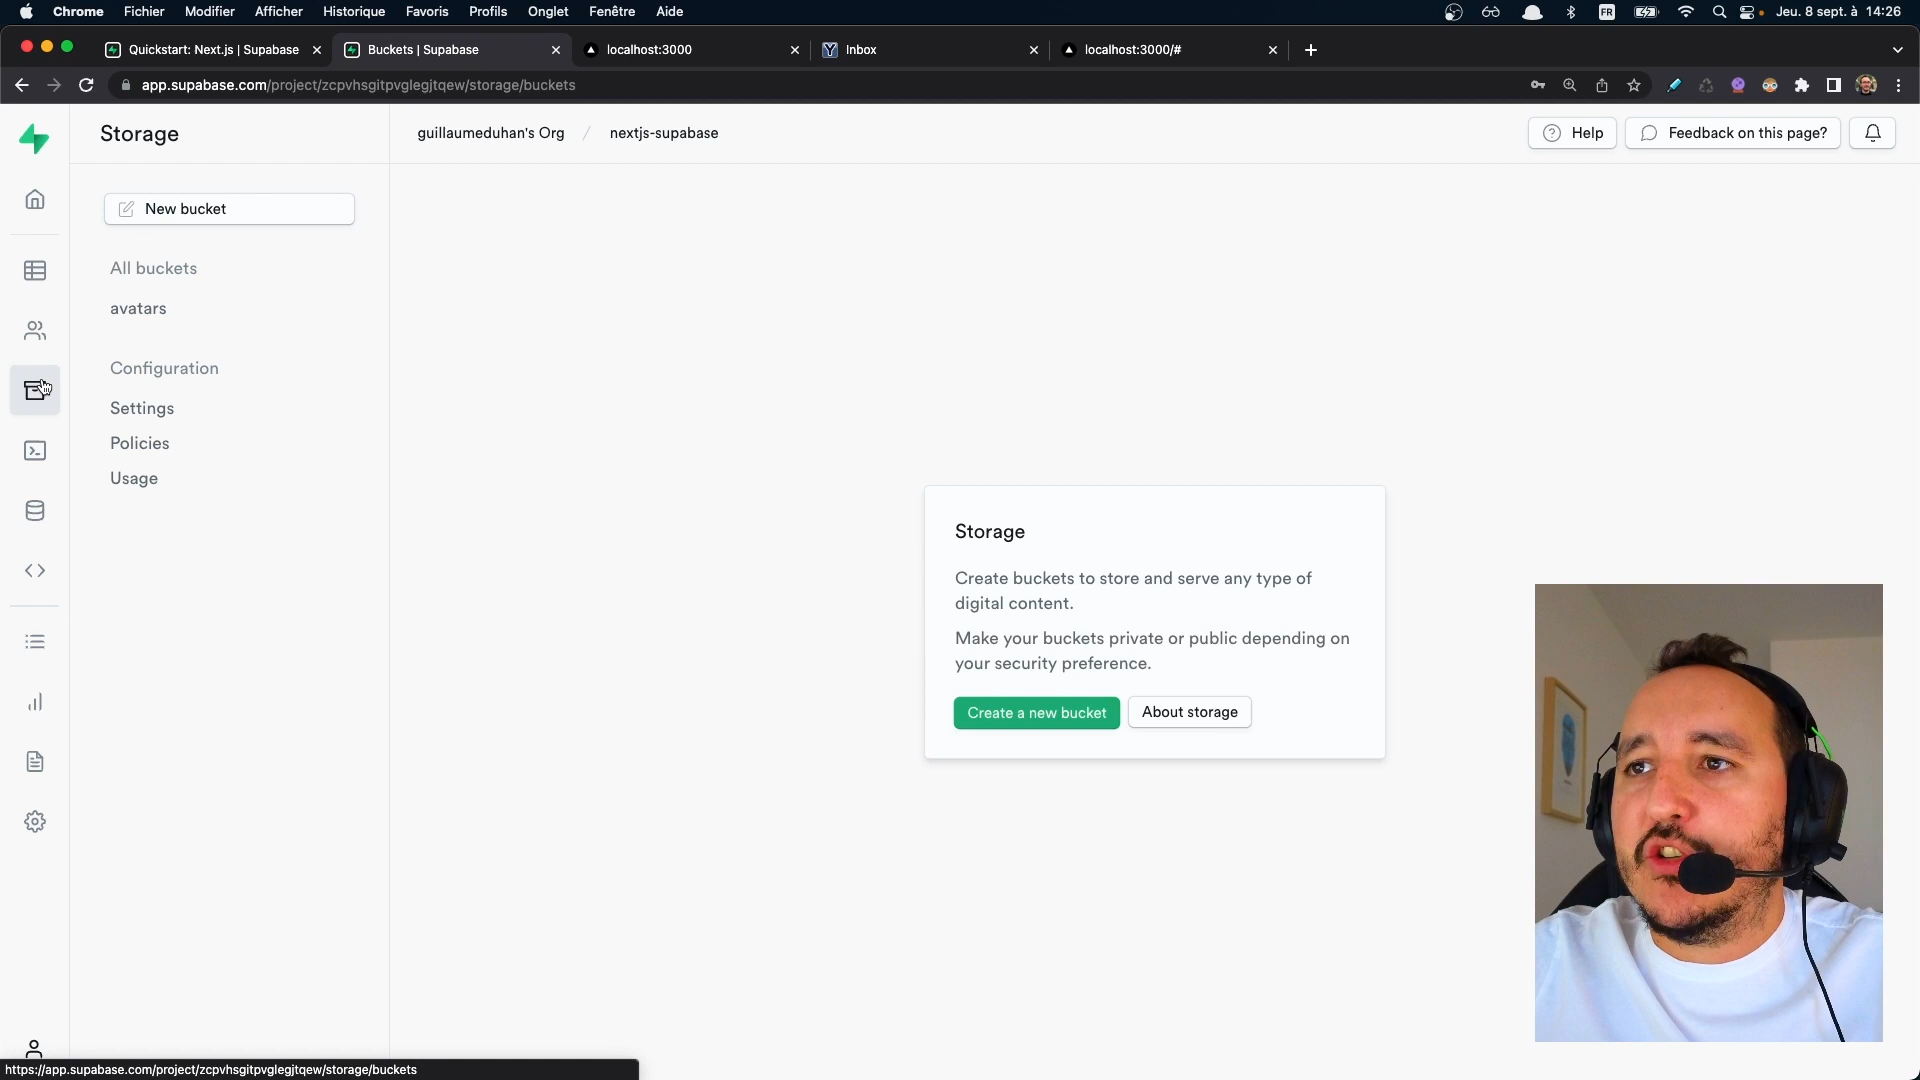 Chrome Fichier Modifier Afficher Historique Favoris Profils Onglet Fenêtre Aide FR Jeu. 8 sept. à 14:26
Quickstart: Next.js | Supabase Buckets | Supabase localhost:3000 Inbox localhost:3000/#
app.supabase.com/project/zcpvhsgitpvglegjtqew/storage/buckets
Storage guillaumeduhan's Org / nextjs-supabase Help Feedback on this page?
New bucket
All buckets
avatars
Configuration
Settings
Policies
Usage
Storage
Create buckets to store and serve any type of
digital content.
Make your buckets private or public depending on
your security preference.
Create a new bucket About storage
https://app.supabase.com/project/zcpvhsgitpvglegjtqew/storage/buckets